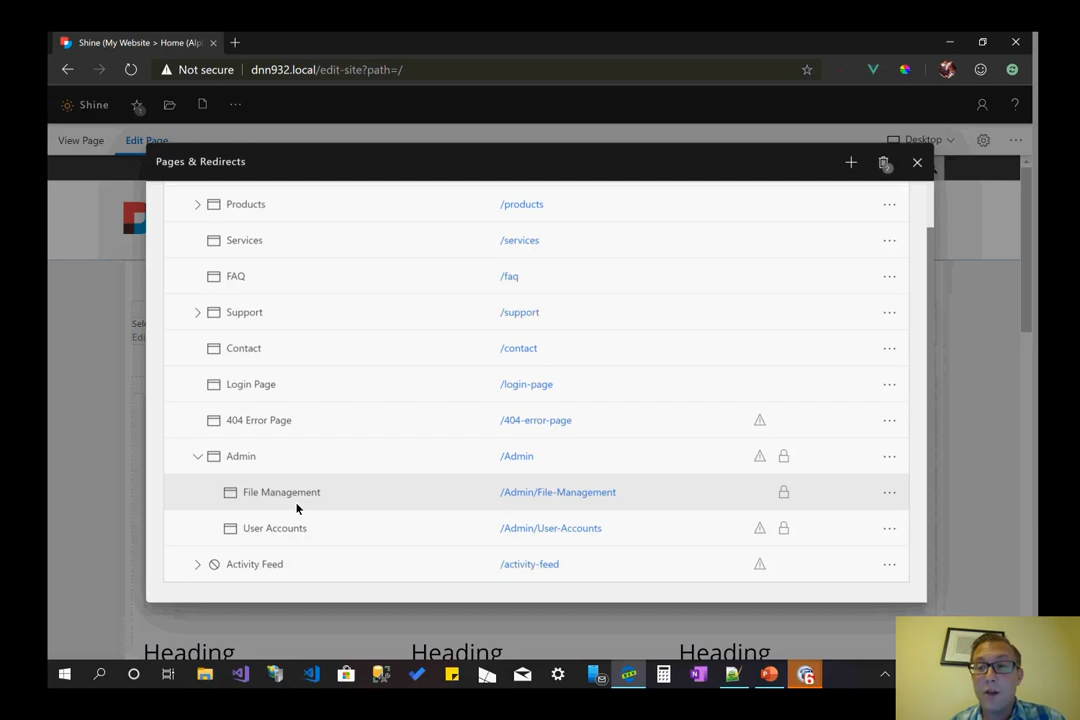 Shine (My Website > Home (Alp
Not secure dnn932.local/edit-site?path=/
Shine
View Page Edit Page Desktop
Pages & Redirects
Products /products
Services /services
FAQ /faq
Support /support
Contact /contact
Login Page /login-page
404 Error Page /404-error-page
Admin /Admin
File Management /Admin/File-Management
User Accounts /Admin/User-Accounts
Activity Feed /activity-feed
Sele
Edi
Heading Heading Heading